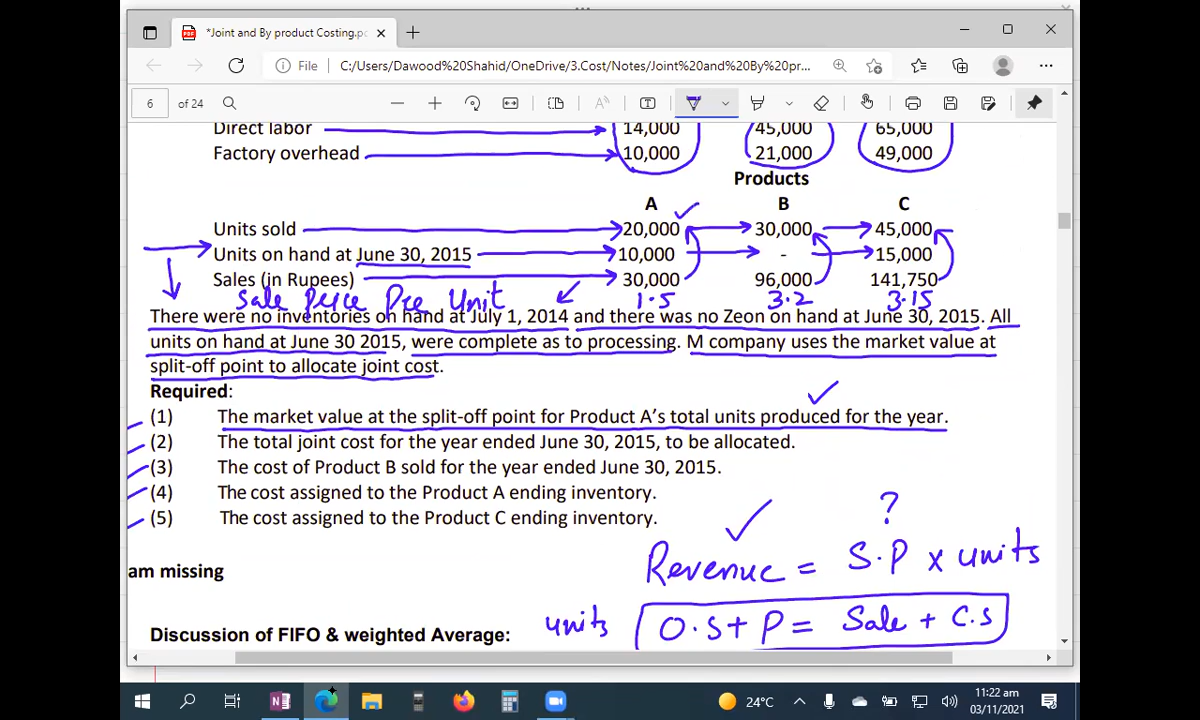 *Joint and By product Costing.pc
File C:/Users/Dawood%20Shahid/OneDrive/3.Cost/Notes/Joint%20and%20By%20pr...
6 of 24
Direct labor 14,000 45,000 65,000
Factory overhead 10,000 21,000 49,000
Products
A B C
Units sold 20,000 30,000 45,000
Units on hand at June 30, 2015 10,000 - 15,000
Sales (in Rupees) 30,000 96,000 141,750
Sale Price Per Unit 1.5 3.2 3.15
There were no inventories on hand at July 1, 2014 and there was no Zeon on hand at June 30, 2015. All
units on hand at June 30 2015, were complete as to processing. M company uses the market value at
split-off point to allocate joint cost.
Required:
(1) The market value at the split-off point for Product A's total units produced for the year.
(2) The total joint cost for the year ended June 30, 2015, to be allocated.
(3) The cost of Product B sold for the year ended June 30, 2015.
(4) The cost assigned to the Product A ending inventory.
(5) The cost assigned to the Product C ending inventory.
?
Revenue = S.P x units
am missing
units O.S + P = Sale + C.S
Discussion of FIFO & weighted Average:
24°C
11:22 am
03/11/2021